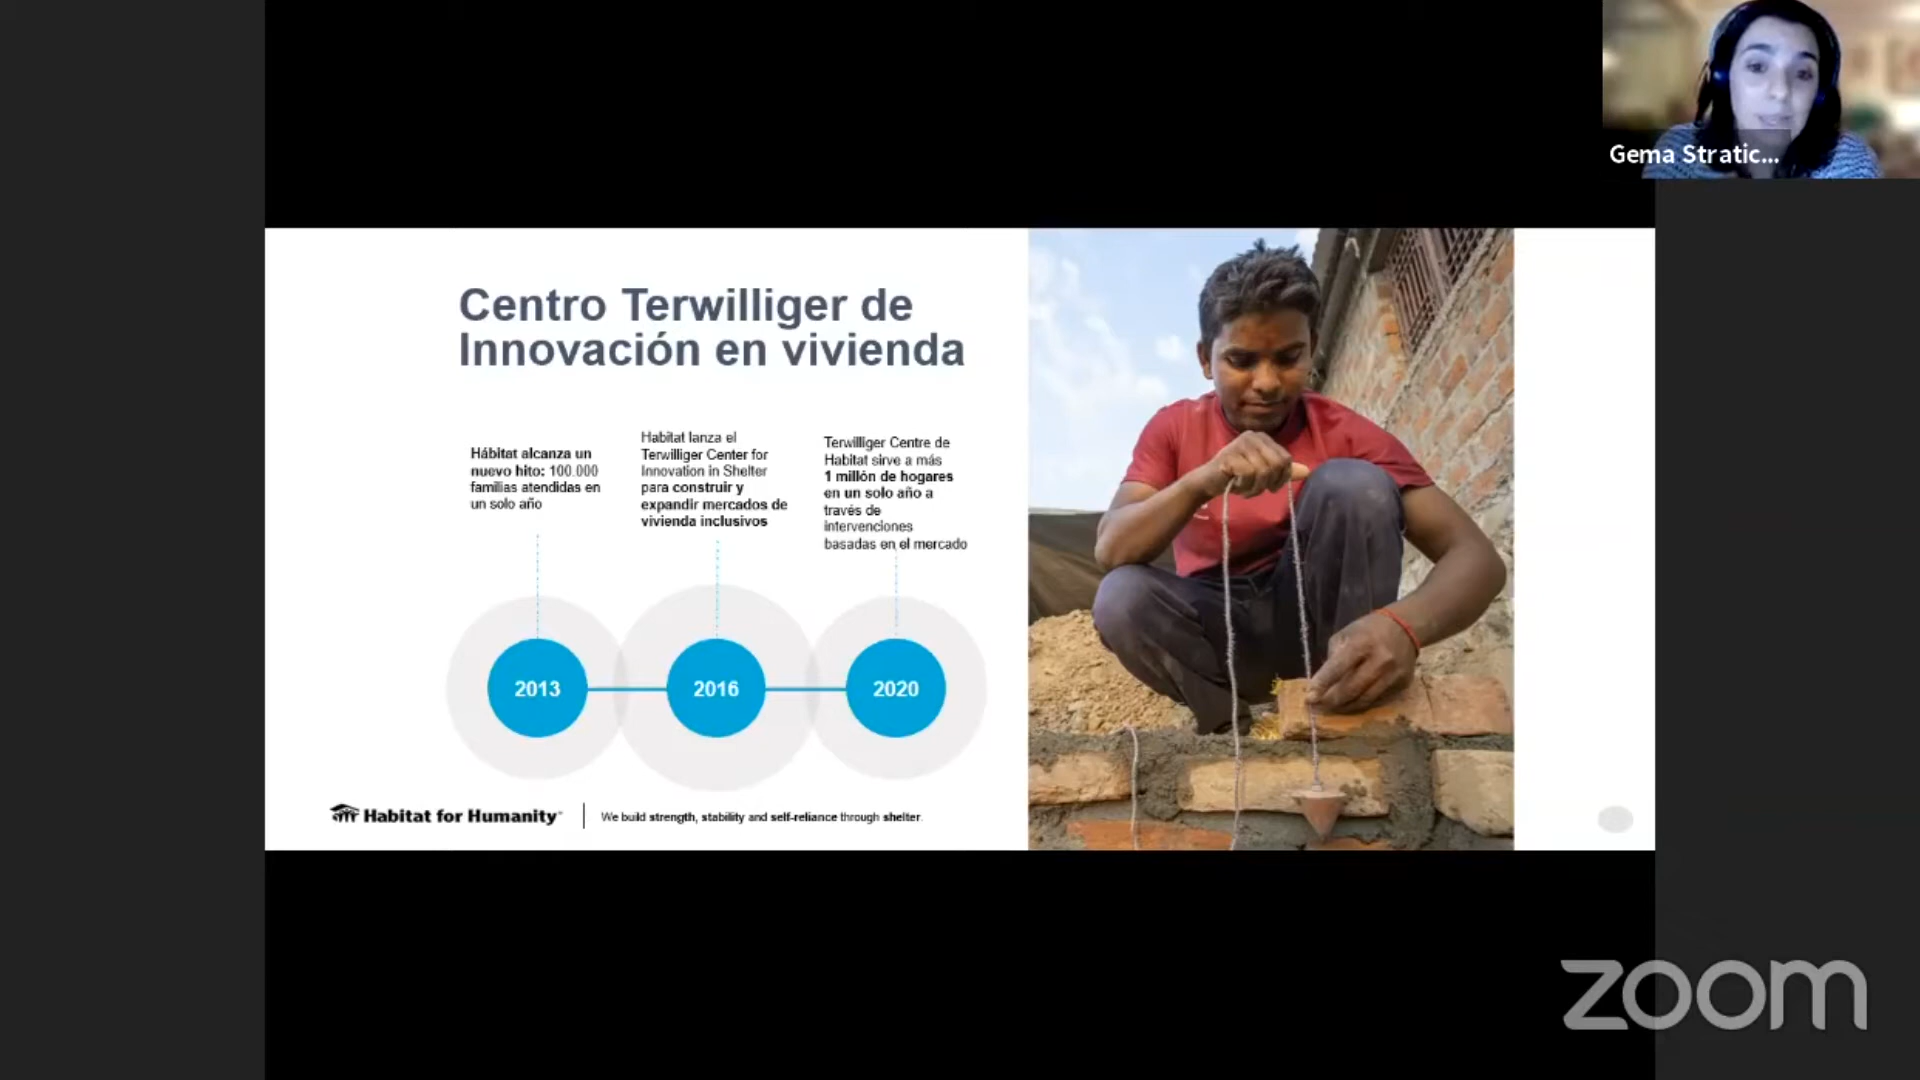 Gema Stratic...
Centro Terwilliger de
Innovación en vivienda
Hábitat alcanza un
nuevo hito: 100.000
familias atendidas en
un solo año
Habitat lanza el
Terwilliger Center for
Innovation in Shelter
para construir y
expandir mercados de
vivienda inclusivos
Terwilliger Centre de
Habitat sirve a más
1 millón de hogares
en un solo año a
través de
intervenciones
basadas en el mercado
2013
2016
2020
Habitat for Humanity
We build strength, stability and self-reliance through shelter.
zoom